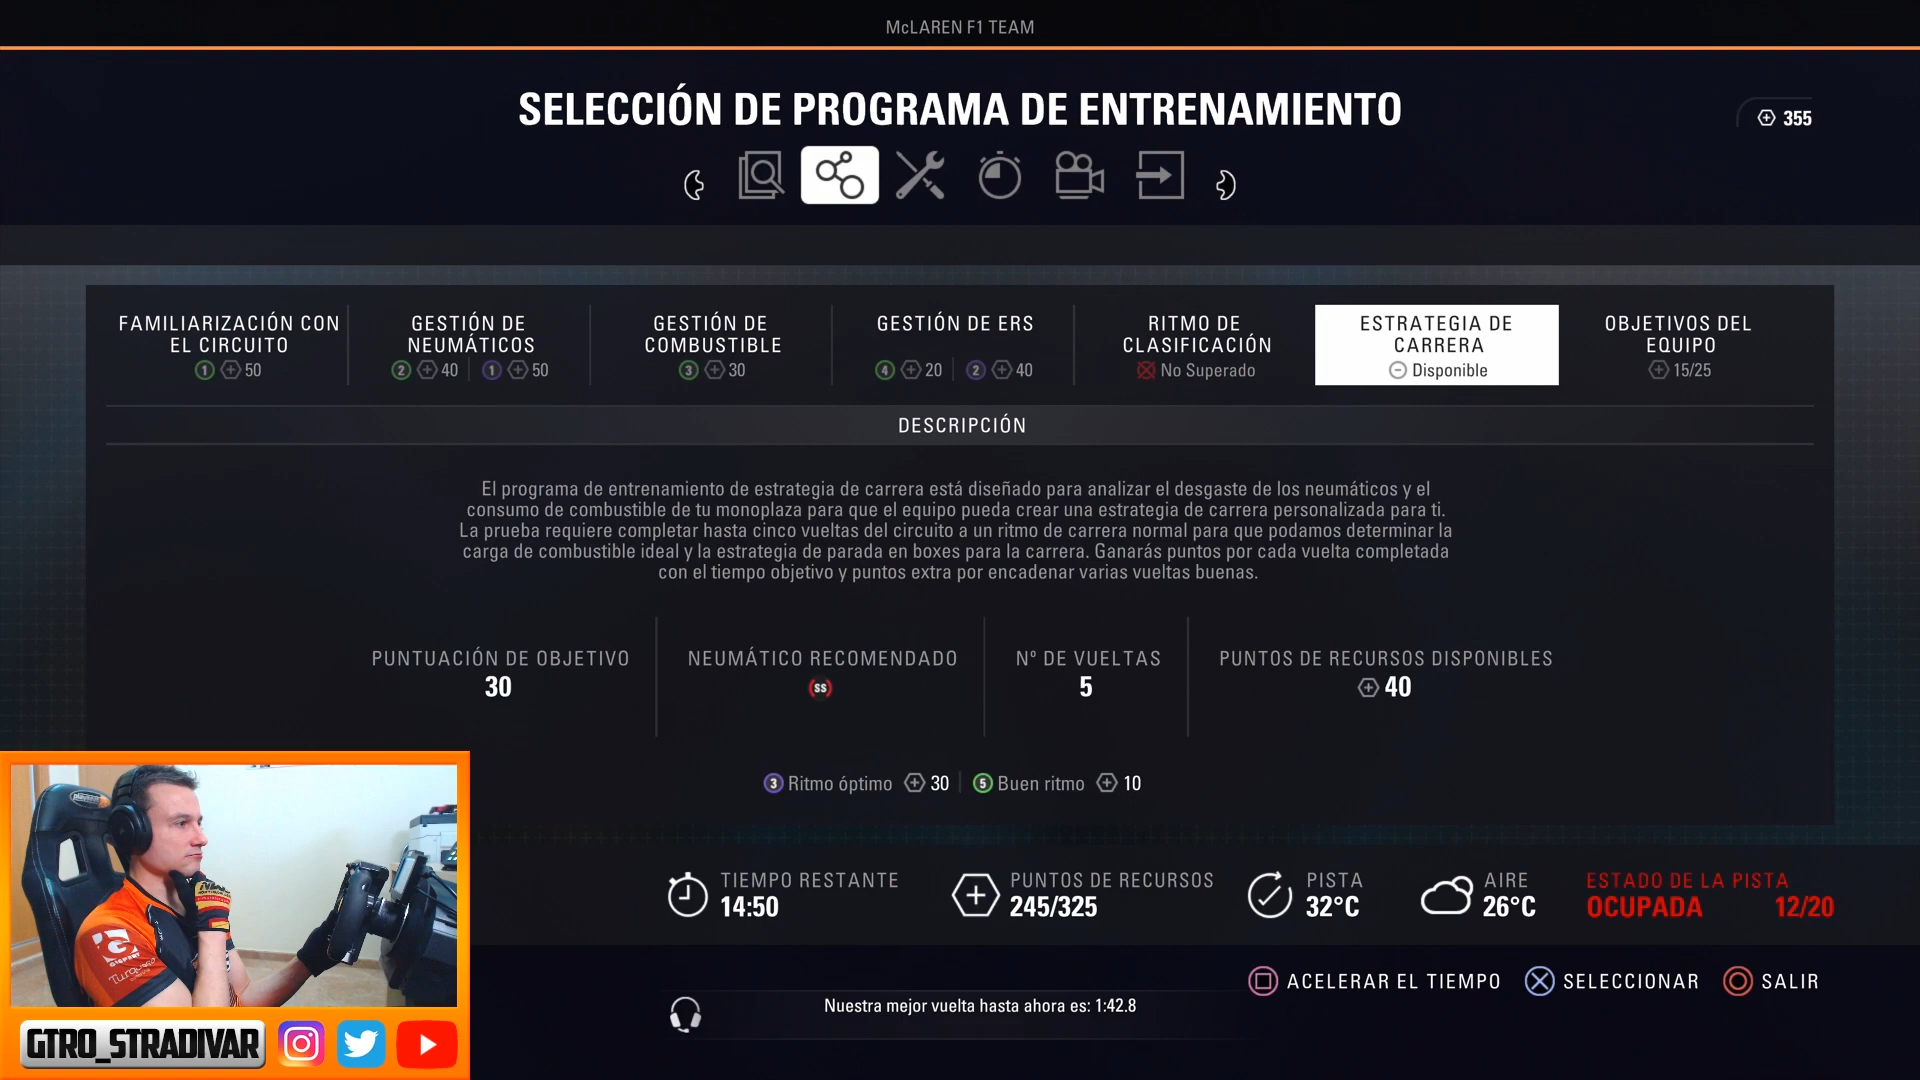 McLAREN F1 TEAM
SELECCIÓN DE PROGRAMA DE ENTRENAMIENTO
355
FAMILIARIZACIÓN CON
EL CIRCUITO
1 50
GESTIÓN DE
NEUMÁTICOS
2 40 1 50
GESTIÓN DE
COMBUSTIBLE
3 30
GESTIÓN DE ERS
4 20 2 40
RITMO DE
CLASIFICACIÓN
No Superado
ESTRATEGIA DE
CARRERA
Disponible
OBJETIVOS DEL
EQUIPO
15/25
DESCRIPCIÓN
El programa de entrenamiento de estrategia de carrera está diseñado para analizar el desgaste de los neumáticos y el
consumo de combustible de tu monoplaza para que el equipo pueda crear una estrategia de carrera personalizada para ti.
La prueba requiere completar hasta cinco vueltas del circuito a un ritmo de carrera normal para que podamos determinar la
carga de combustible ideal y la estrategia de parada en boxes para la carrera. Ganarás puntos por cada vuelta completada
con el tiempo objetivo y puntos extra por encadenar varias vueltas buenas.
PUNTUACIÓN DE OBJETIVO
30
NEUMÁTICO RECOMENDADO
SS
Nº DE VUELTAS
5
PUNTOS DE RECURSOS DISPONIBLES
40
3 Ritmo óptimo 30 5 Buen ritmo 10
TIEMPO RESTANTE
14:50
PUNTOS DE RECURSOS
245/325
PISTA
32°C
AIRE
26°C
ESTADO DE LA PISTA
OCUPADA 12/20
ACELERAR EL TIEMPO SELECCIONAR SALIR
Nuestra mejor vuelta hasta ahora es: 1:42.8
GTRO_STRADIVAR